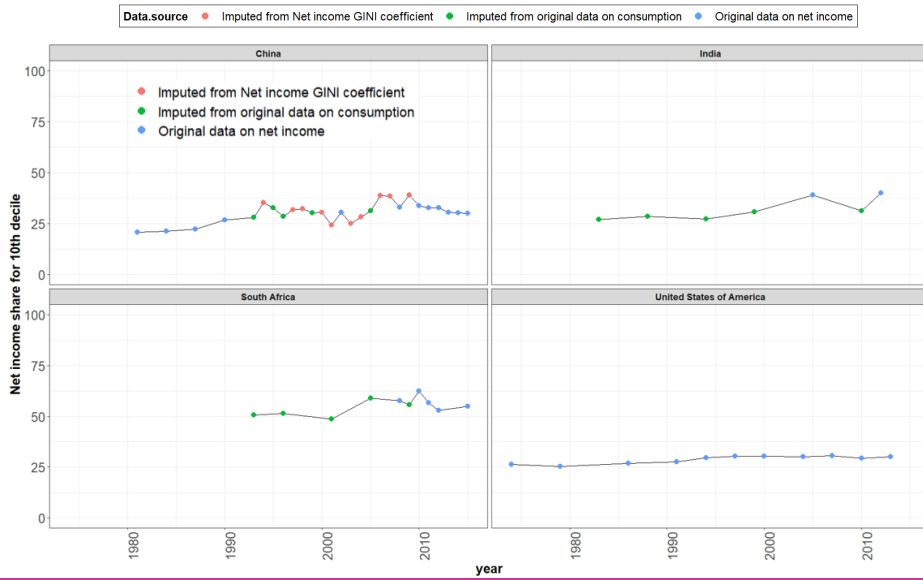 Data.source Imputed from Net income GINI coefficient Imputed from original data on consumption Original data on net income
China
India
100
75
50
25
0
Imputed from Net income GINI coefficient
Imputed from original data on consumption
Original data on net income
South Africa
United States of America
100
75
50
25
0
Net income share for 10th decile
1980 1990 2000 2010
1980 1990 2000 2010
year